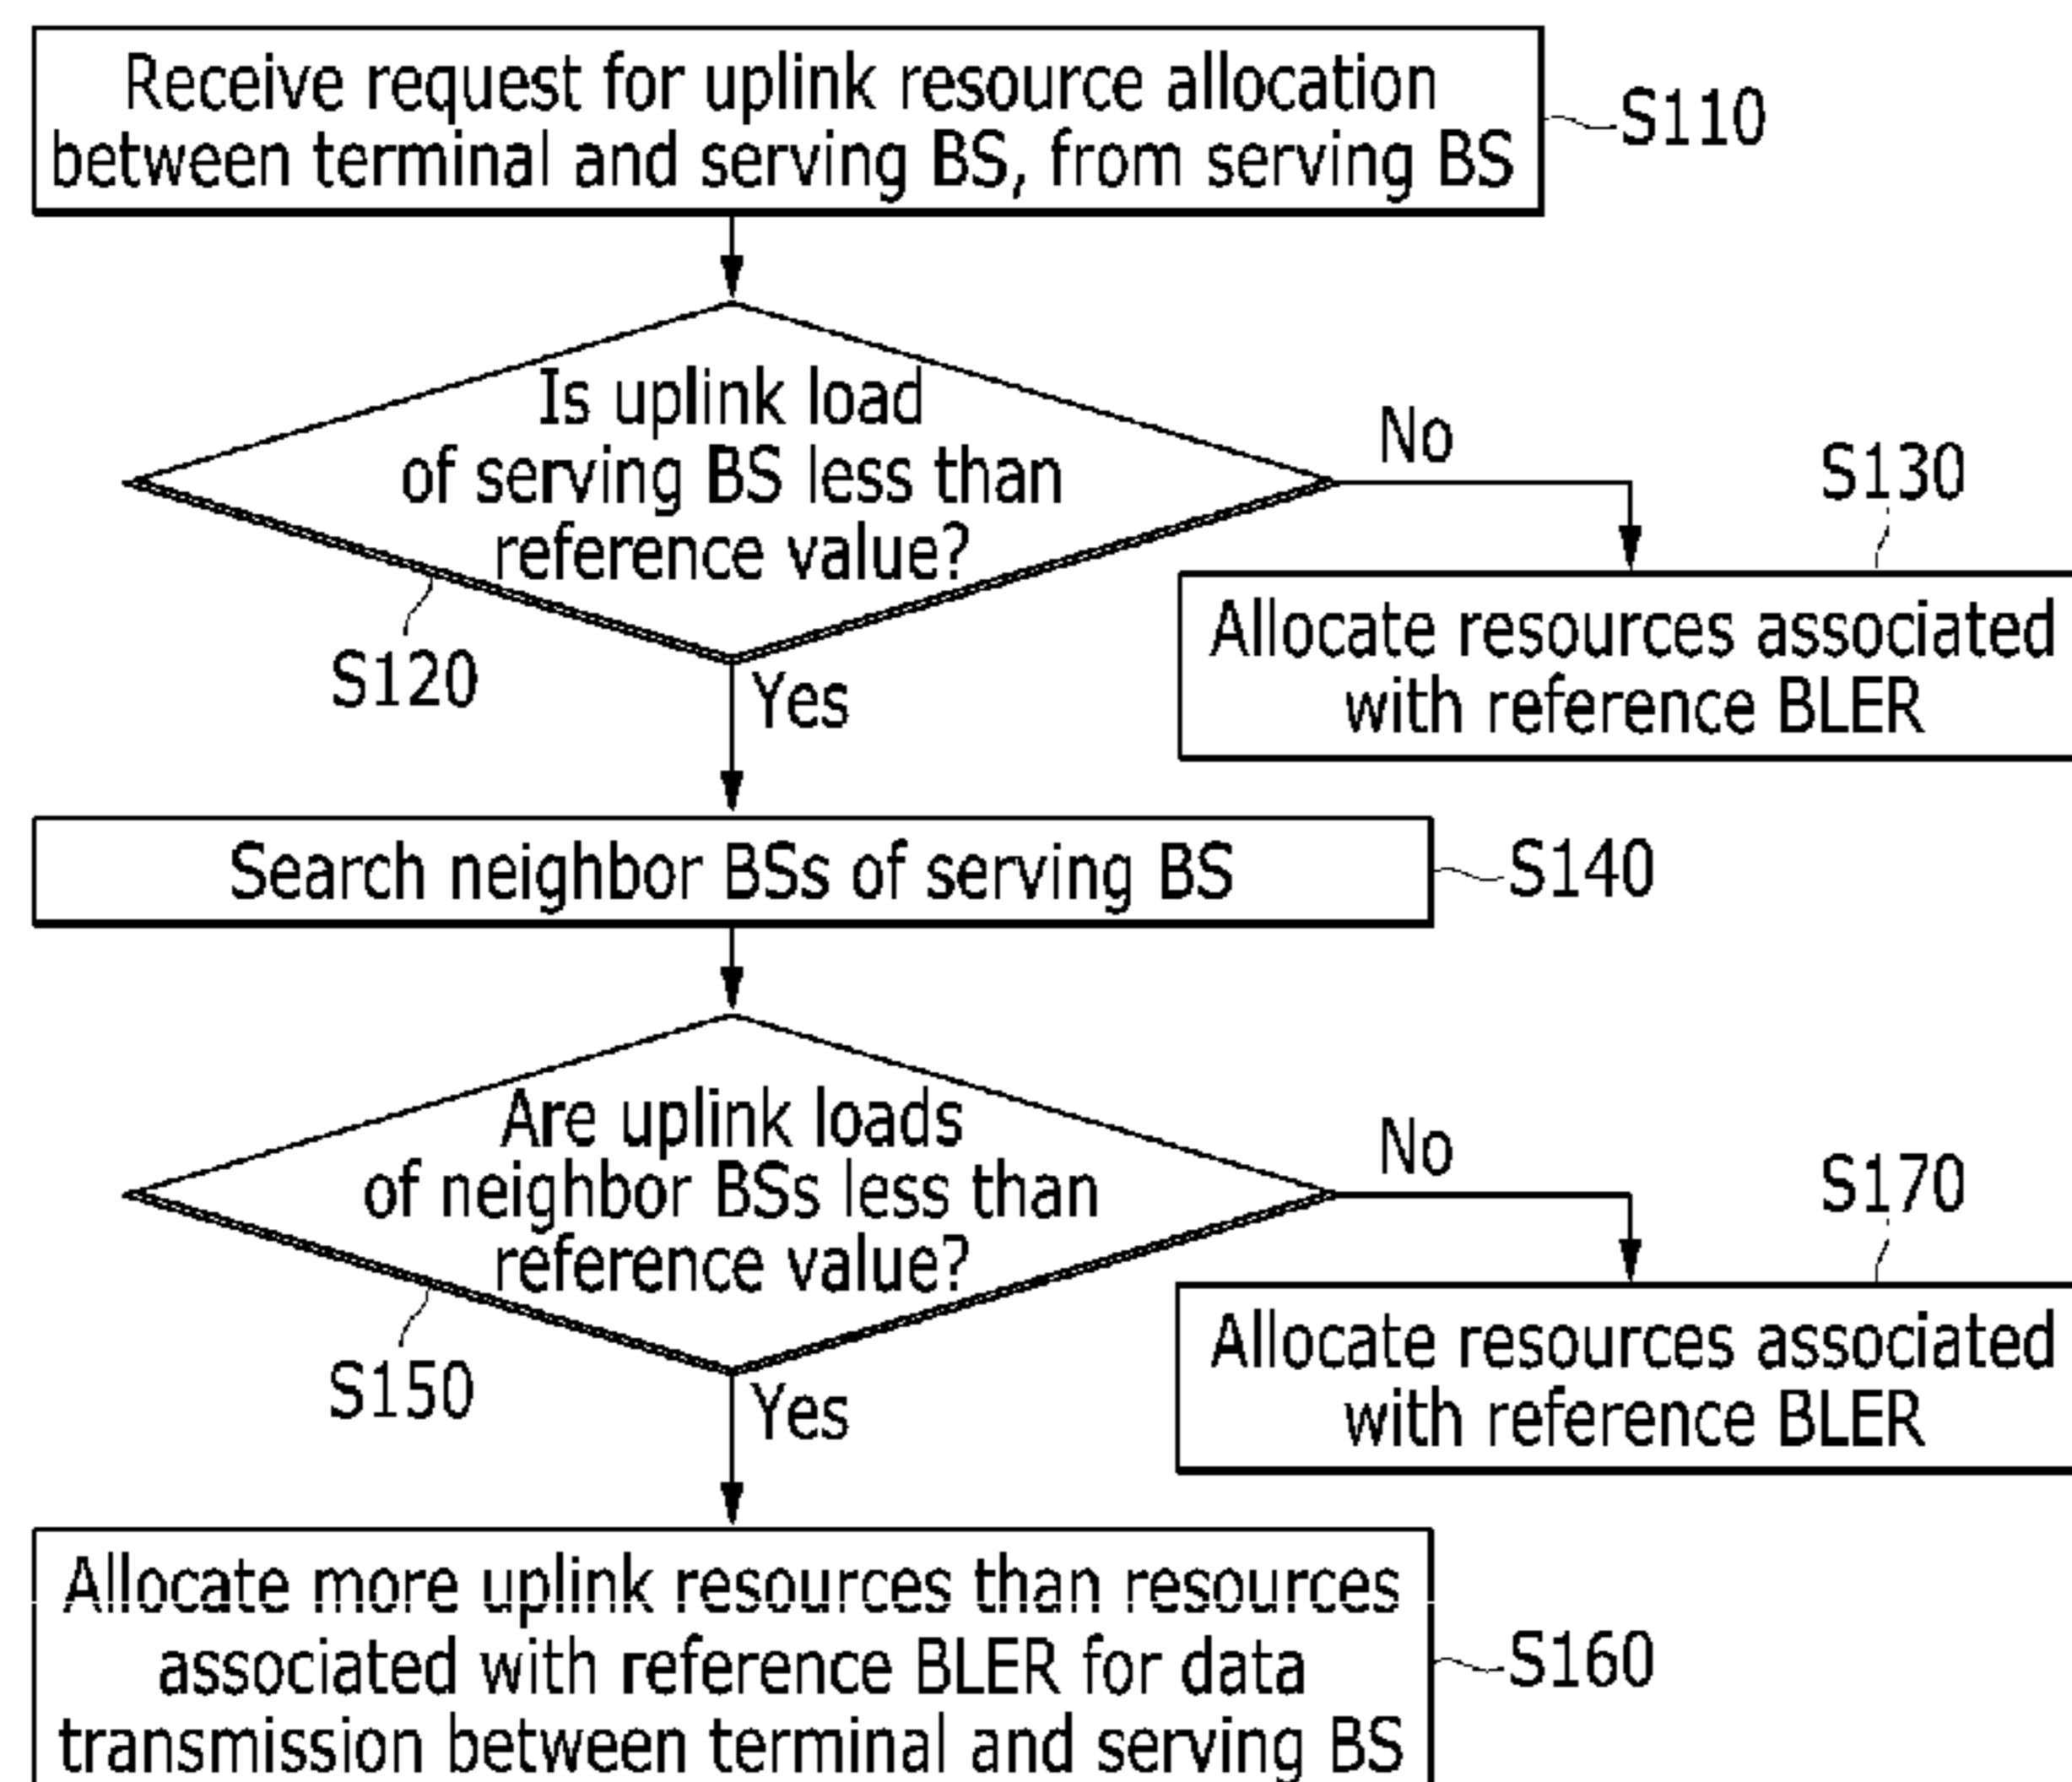 Receive request for uplink resource allocation
between terminal and serving BS, from serving BS
S110
Is uplink load
of serving BS less than
reference value?
No
S130
S120
Yes
Allocate resources associated
with reference BLER
Search neighbor BSs of serving BS
S140
Are uplink loads
of neighbor BSs less than
reference value?
No
S170
S150
Yes
Allocate resources associated
with reference BLER
Allocate more uplink resources than resources
associated with reference BLER for data
transmission between terminal and serving BS
S160